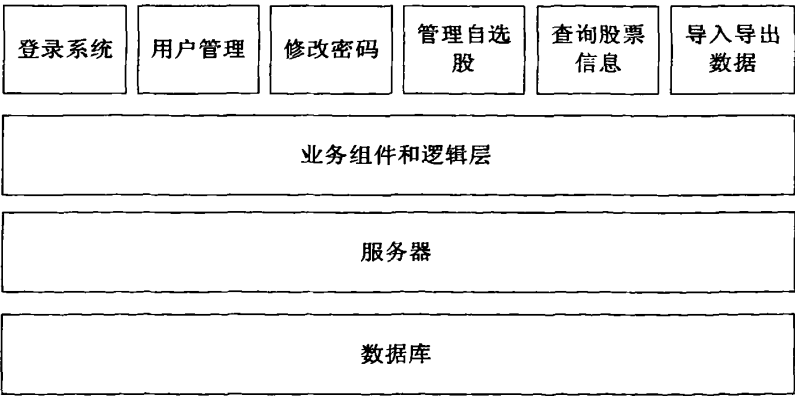 登录系统
用户管理
修改密码
管理自选
股
查询股票
信息
导入导出
数据
业务组件和逻辑层
服务器
数据库